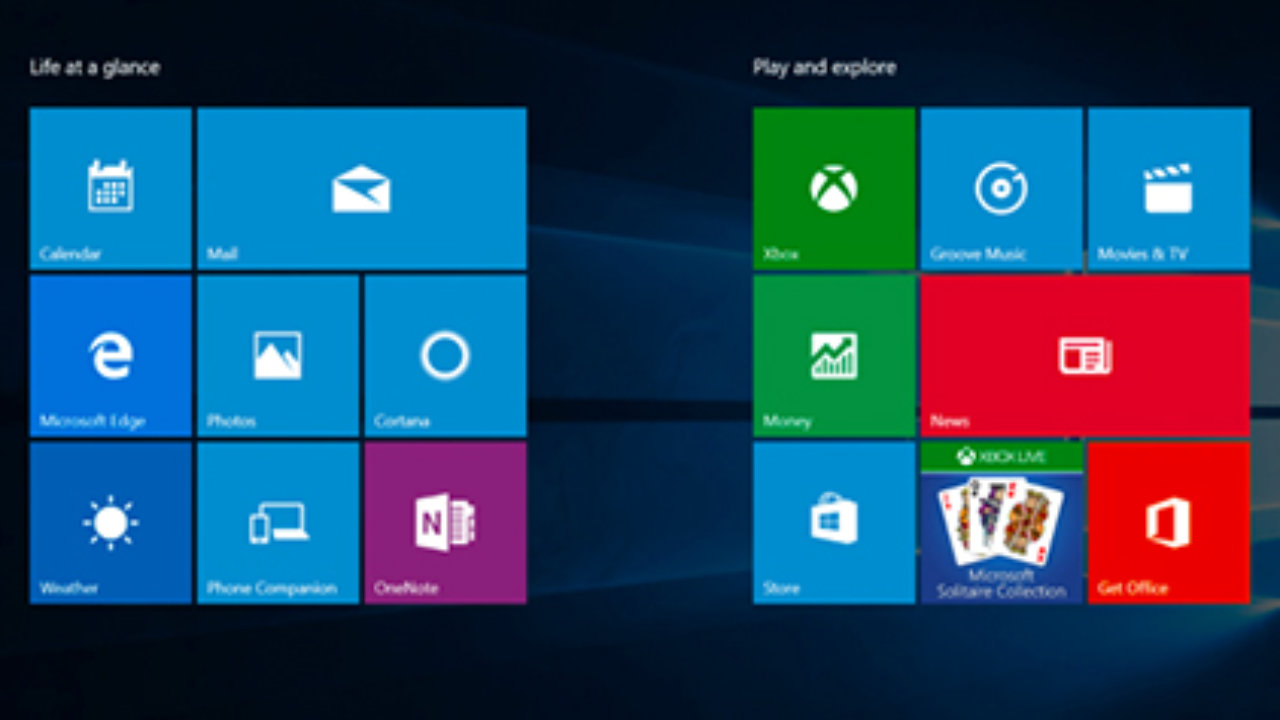 Life at a glance
Calendar
Mail
Microsoft Edge
Photos
Cortana
Weather
Phone Companion
N
OneNote
Play and explore
Xbox
Groove Music
Movies & TV
Money
News
Store
XBOX LIVE
Microsoft
Solitaire Collection
Get Office